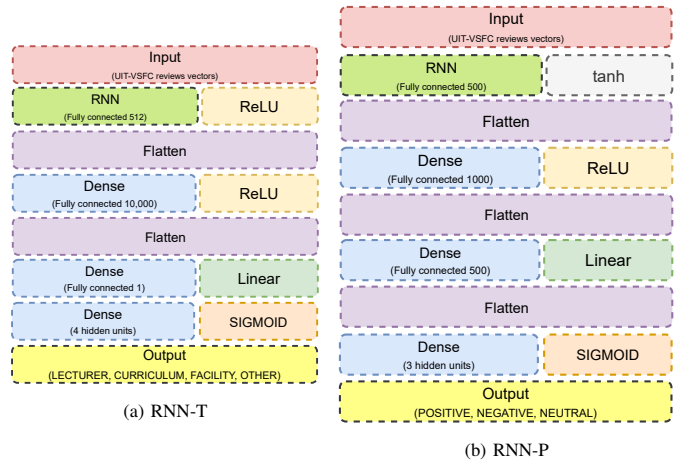 Input
(UIT-VSFC reviews vectors)
RNN
(Fully connected 512)
ReLU
Flatten
Dense
(Fully connected 10,000)
ReLU
Flatten
Dense
(Fully connected 1)
Linear
Dense
(4 hidden units)
SIGMOID
Output
(LECTURER, CURRICULUM, FACILITY, OTHER)
(a) RNN-T
Input
(UIT-VSFC reviews vectors)
RNN
(Fully connected 500)
tanh
Flatten
Dense
(Fully connected 1000)
ReLU
Flatten
Dense
(Fully connected 500)
Linear
Flatten
Dense
(3 hidden units)
SIGMOID
Output
(POSITIVE, NEGATIVE, NEUTRAL)
(b) RNN-P